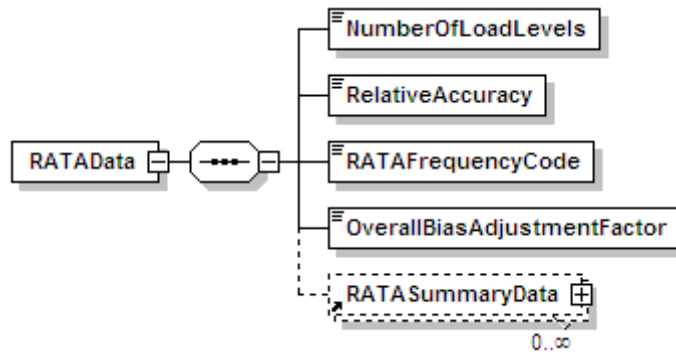 NumberOfLoadLevels
RelativeAccuracy
RATAData
RATAFrequencyCode
OverallBiasAdjustmentFactor
RATASummaryData
0..∞